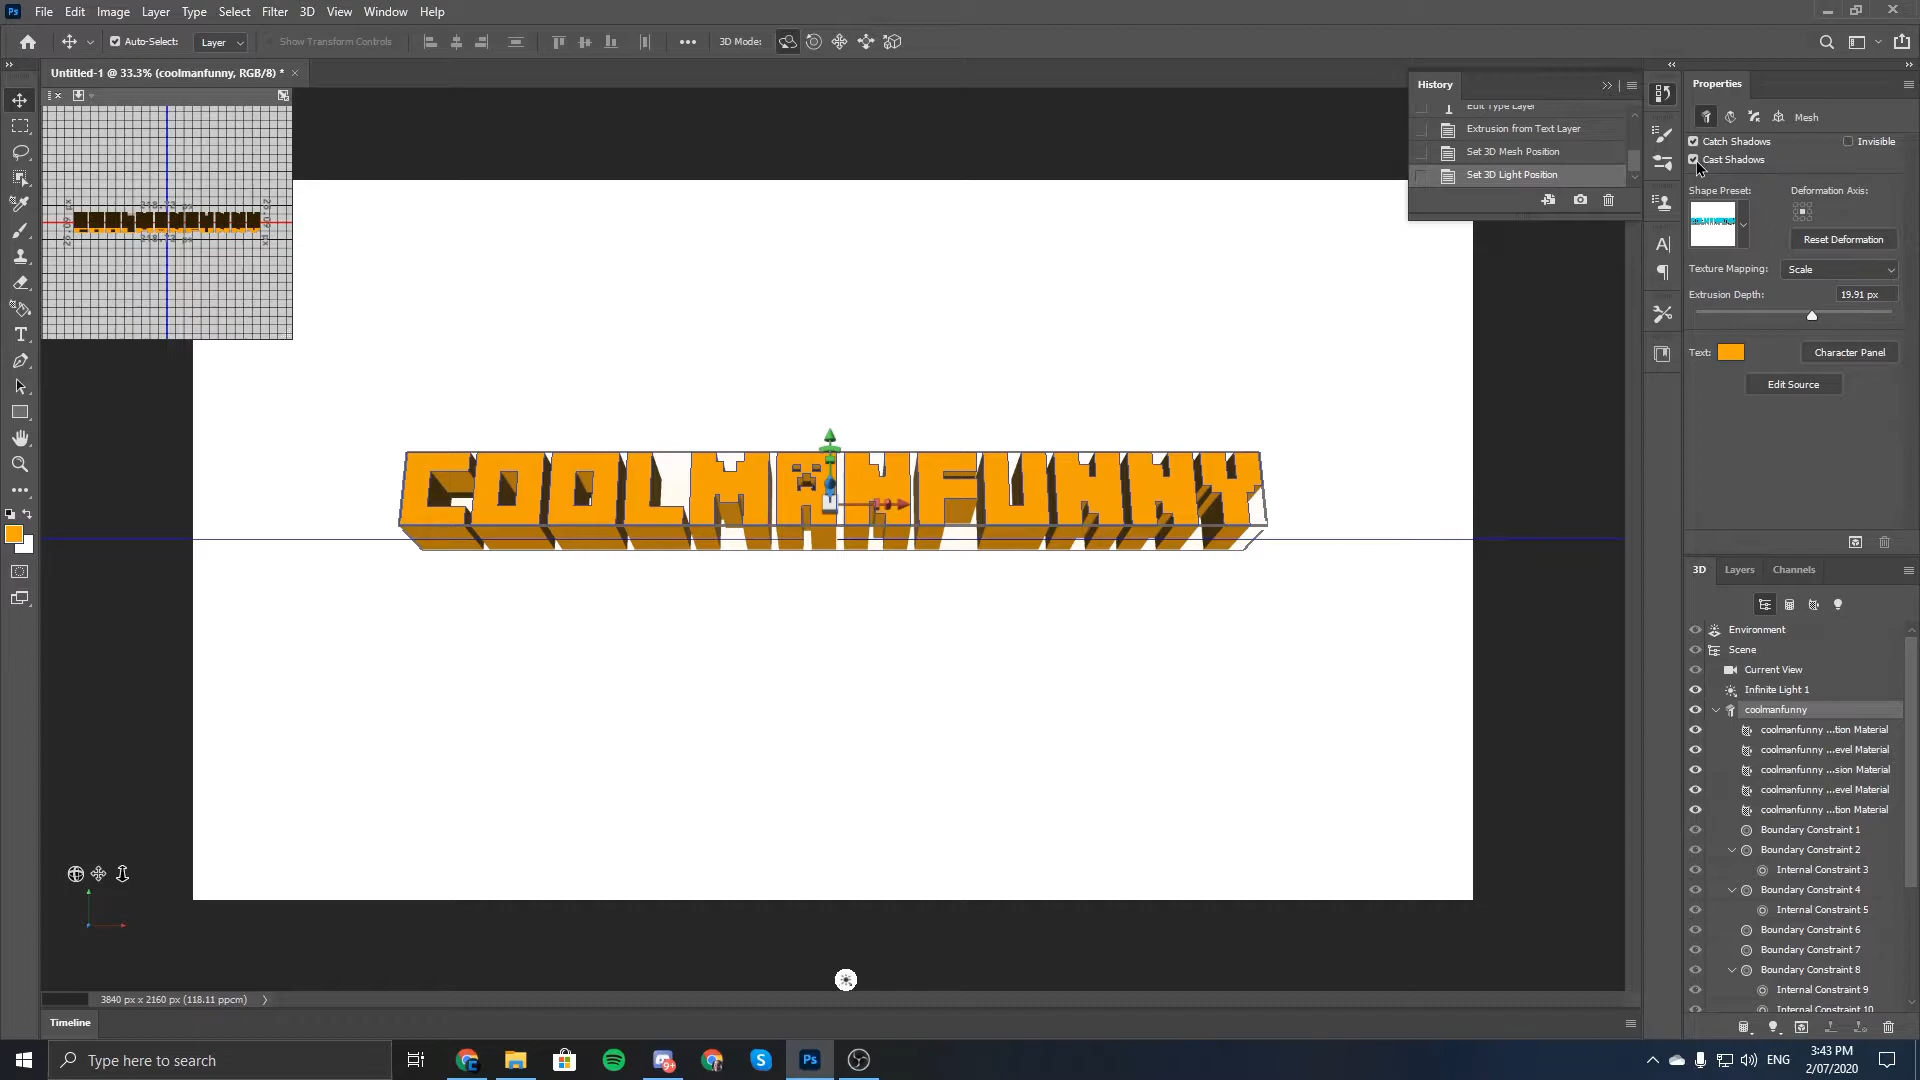 Ps File Edit Image Layer Type Select Filter 3D View Window Help
Auto-Select: Layer Show Transform Controls 3D Mode:
Untitled-1 @ 33.3% (coolmanfunny, RGB/8) *
History
Edit Type Layer
Extrusion from Text Layer
Set 3D Mesh Position
Set 3D Light Position
Properties
Mesh
Catch Shadows Invisible
Cast Shadows
Shape Preset: Deformation Axis:
Reset Deformation
Texture Mapping: Scale
Extrusion Depth: 19.91 px
Text: Character Panel
Edit Source
COOLMANFUNNY
3D Layers Channels
Environment
Scene
Current View
Infinite Light 1
coolmanfunny
coolmanfunny ...tion Material
coolmanfunny ...evel Material
coolmanfunny ...sion Material
coolmanfunny ...evel Material
coolmanfunny ...tion Material
Boundary Constraint 1
Boundary Constraint 2
Internal Constraint 3
Boundary Constraint 4
Internal Constraint 5
Boundary Constraint 6
Boundary Constraint 7
Boundary Constraint 8
Internal Constraint 9
Internal Constraint 10
3840 px x 2160 px (118.11 ppcm)
Timeline
Type here to search
Ps
9+
ENG
3:43 PM
2/07/2020